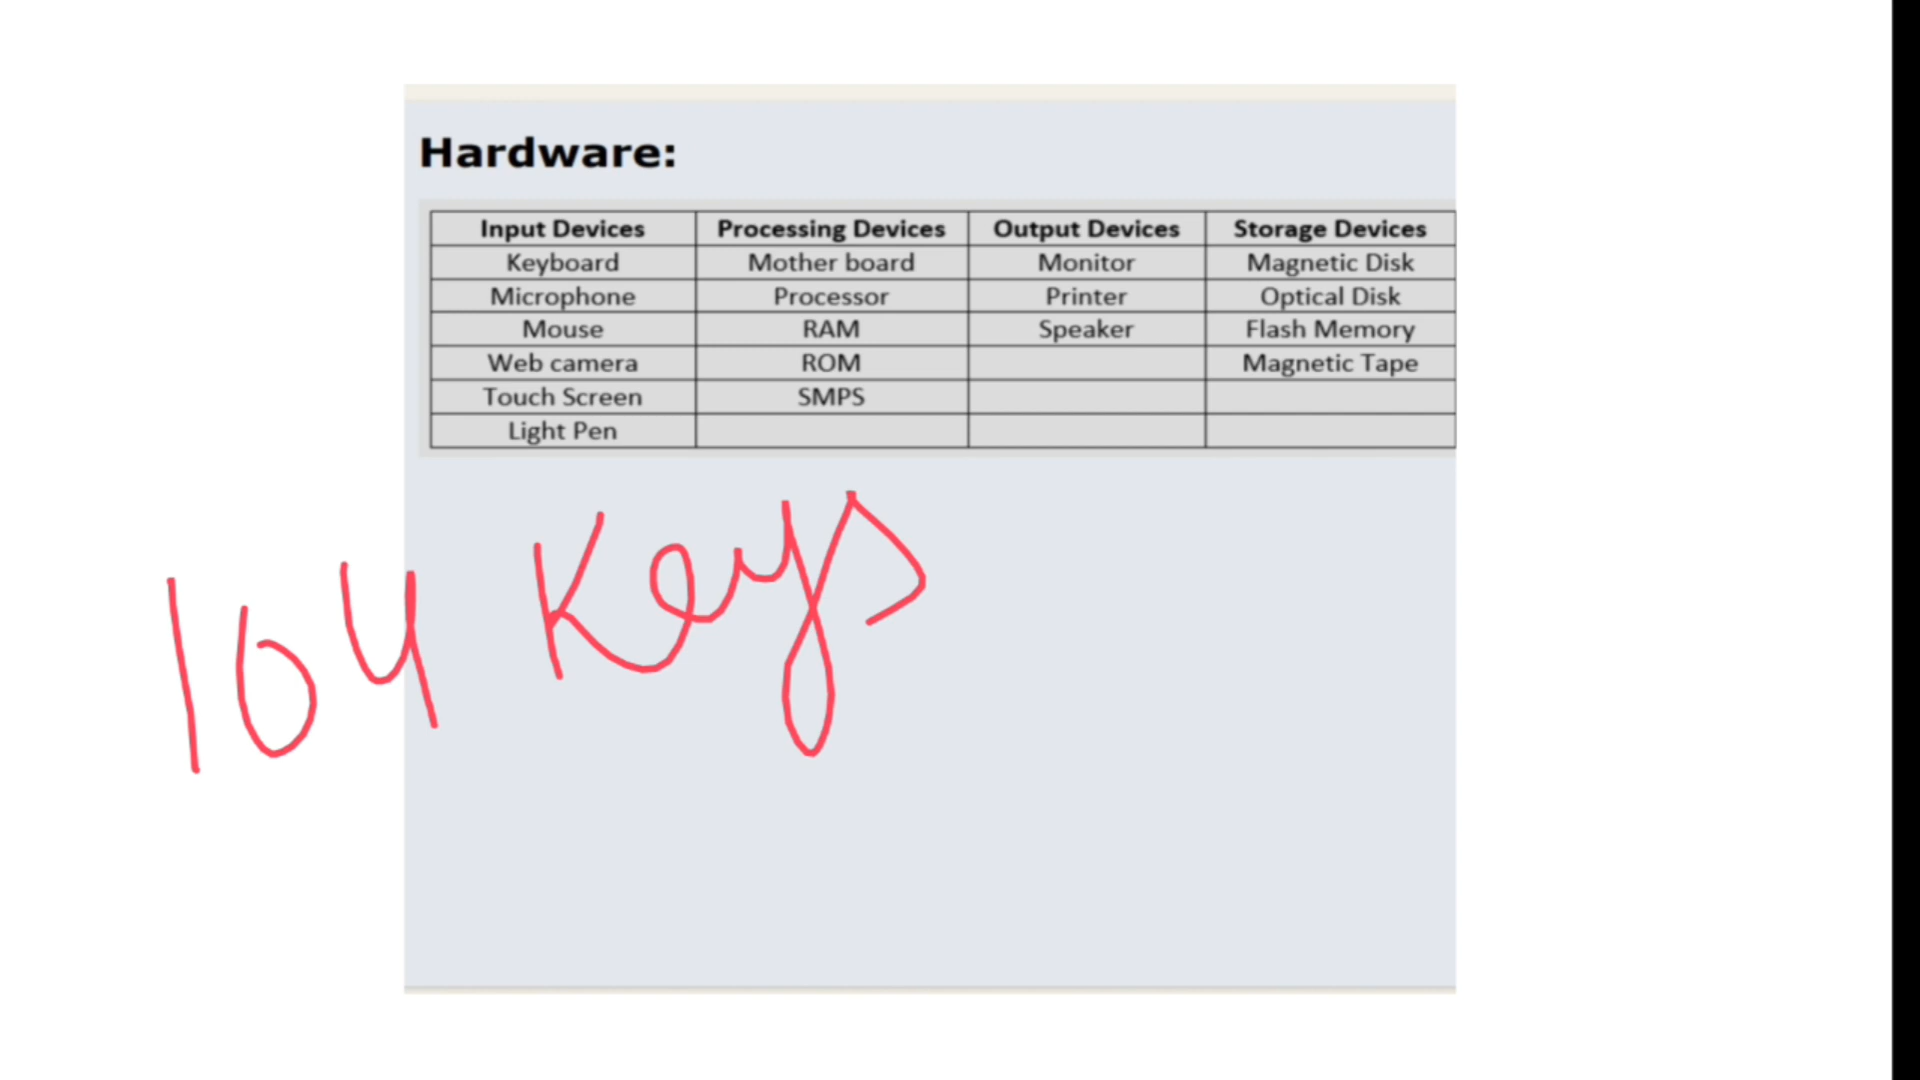 Hardware:
Input Devices Processing Devices Output Devices Storage Devices
Keyboard Mother board Monitor Magnetic Disk
Microphone Processor Printer Optical Disk
Mouse RAM Speaker Flash Memory
Web camera ROM Magnetic Tape
Touch Screen SMPS
Light Pen
104 Keys